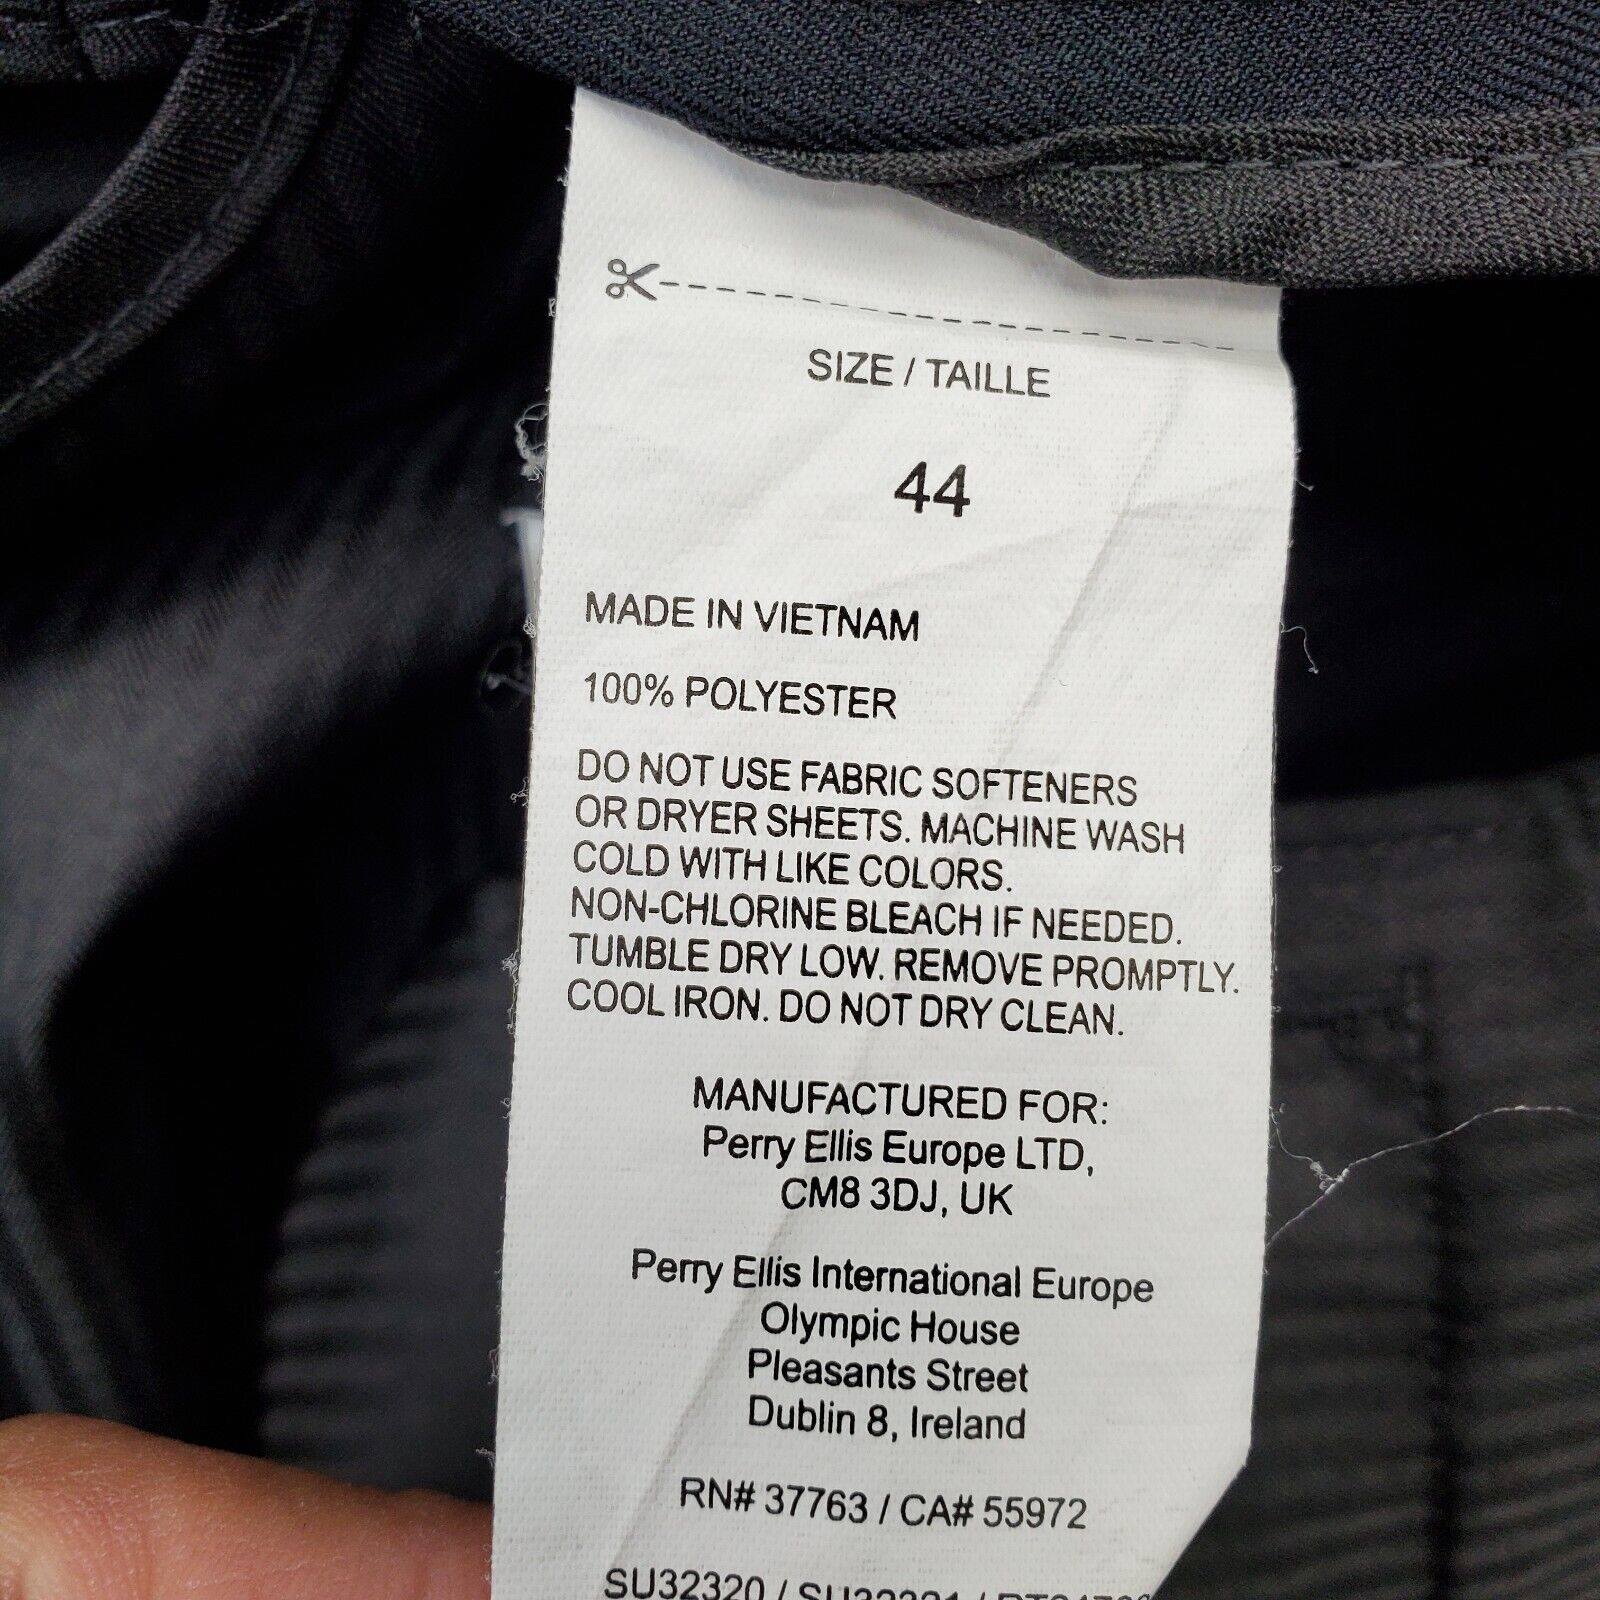 SIZE / TAILLE
44
MADE IN VIETNAM
100% POLYESTER
DO NOT USE FABRIC SOFTENERS
OR DRYER SHEETS. MACHINE WASH
COLD WITH LIKE COLORS.
NON-CHLORINE BLEACH IF NEEDED.
TUMBLE DRY LOW. REMOVE PROMPTLY.
COOL IRON. DO NOT DRY CLEAN.
MANUFACTURED FOR:
Perry Ellis Europe LTD,
CM8 3DJ, UK
Perry Ellis International Europe
Olympic House
Pleasants Street
Dublin 8, Ireland
RN# 37763 / CA# 55972
SU32320 /